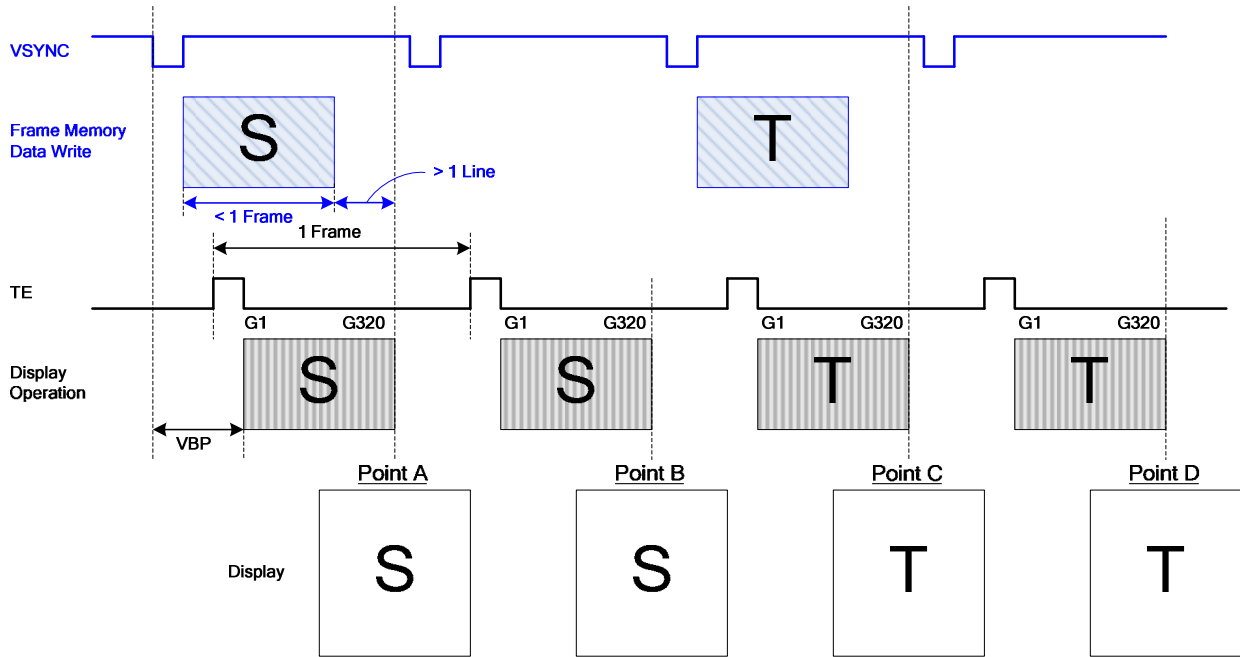 VSYNC
Frame Memory
Data Write
S
T
> 1 Line
< 1 Frame
1 Frame
TE
G1 G320 G1 G320 G1 G320 G1 G320
Display
Operation
S S T T
VBP
Point A Point B Point C Point D
Display
S S T T